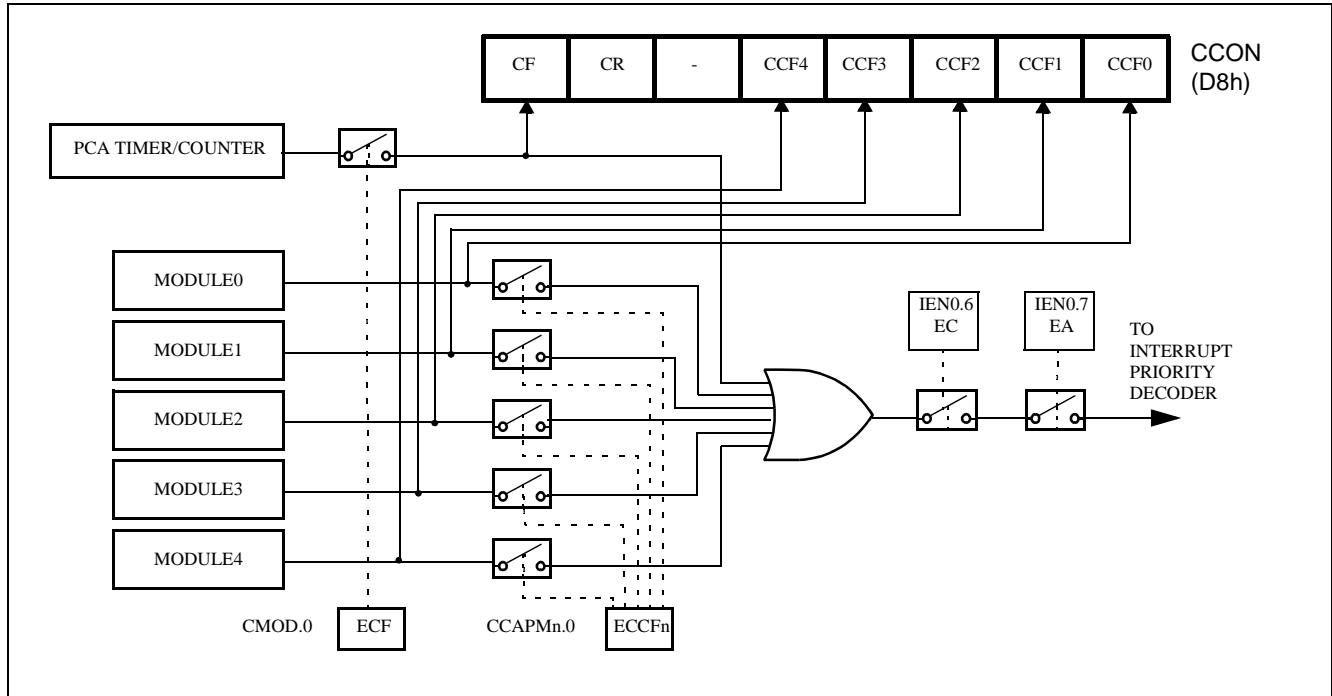 CF CR - CCF4 CCF3 CCF2 CCF1 CCF0
CCON
(D8h)
PCA TIMER/COUNTER
MODULE0
MODULE1
MODULE2
MODULE3
MODULE4
IEN0.6
EC
IEN0.7
EA
TO
INTERRUPT
PRIORITY
DECODER
CMOD.0
ECF
CCAPMn.0
ECCFn